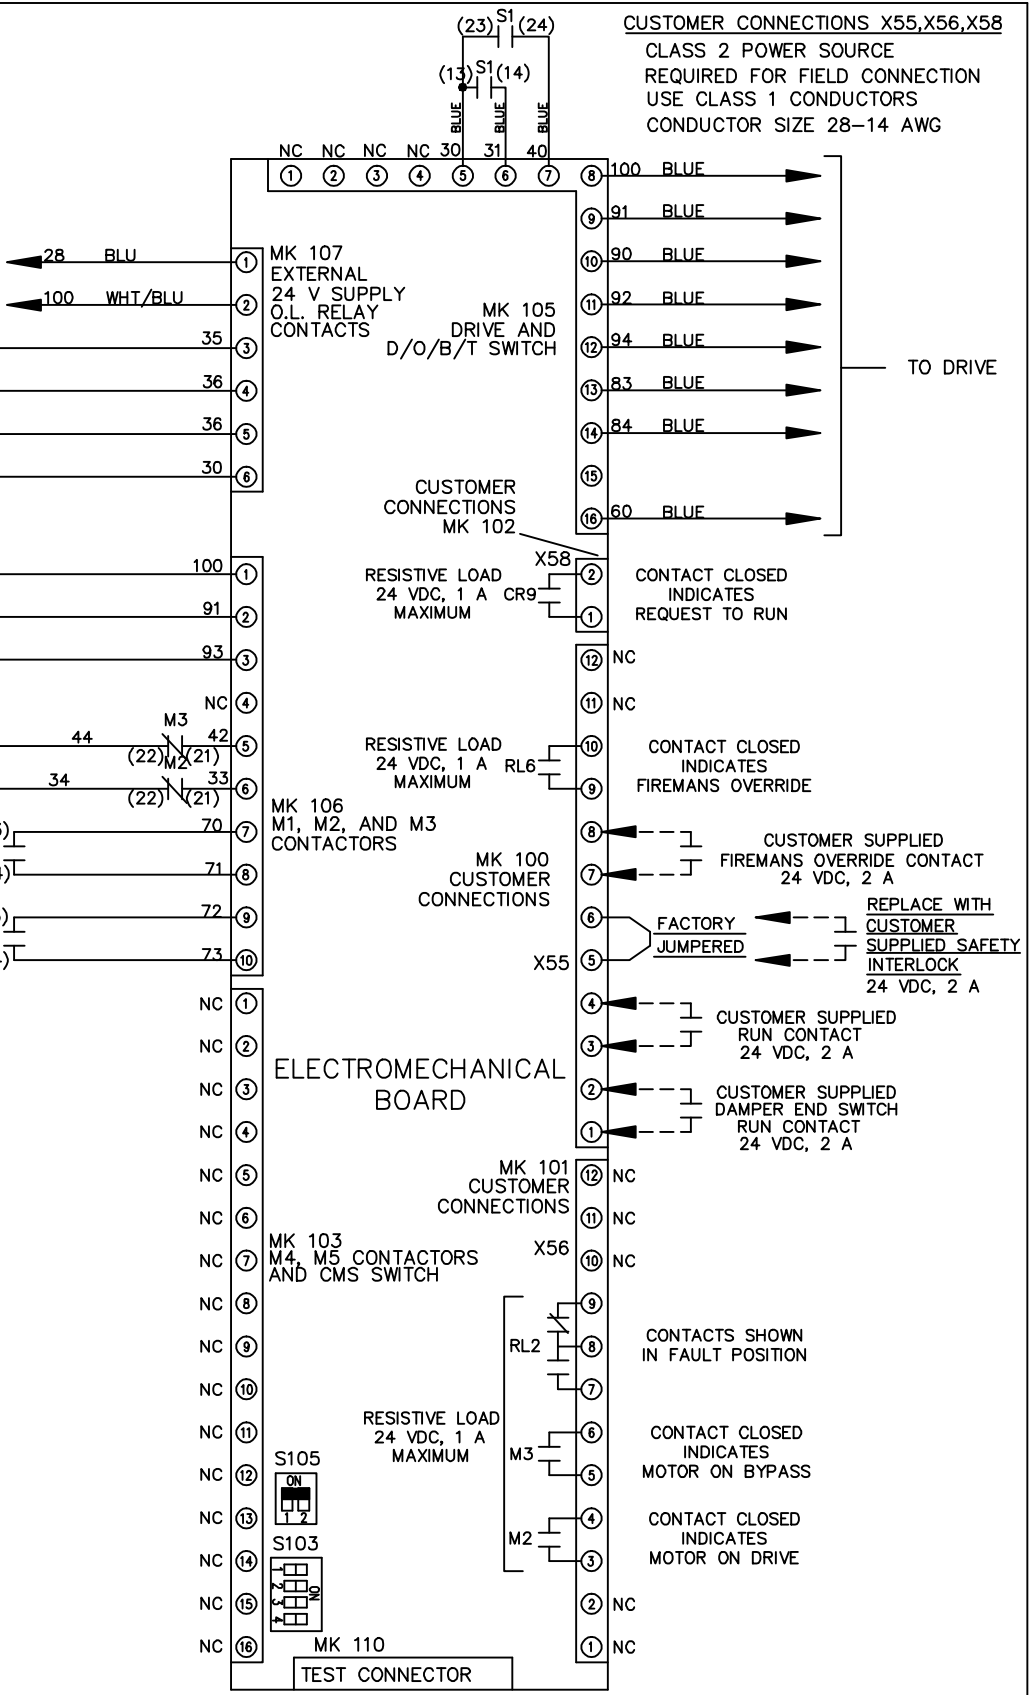 S1
(23) (24)
S1
(13) (14)
BLUE BLUE BLUE
CUSTOMER CONNECTIONS X55,X56,X58
CLASS 2 POWER SOURCE
REQUIRED FOR FIELD CONNECTION
USE CLASS 1 CONDUCTORS
CONDUCTOR SIZE 28-14 AWG
NC NC NC NC 30 31 40
1 2 3 4 5 6 7
8 100 BLUE
9 91 BLUE
10 90 BLUE
11 92 BLUE
12 94 BLUE
13 83 BLUE
14 84 BLUE
15
16 60 BLUE
TO DRIVE
MK 105
DRIVE AND
D/O/B/T SWITCH
28 BLU 1
100 WHT/BLU 2
35 3
36 4
36 5
30 6
MK 107
EXTERNAL
24 V SUPPLY
O.L. RELAY
CONTACTS
CUSTOMER
CONNECTIONS
MK 102
X58
RESISTIVE LOAD
24 VDC, 1 A CR9
MAXIMUM
2
1
CONTACT CLOSED
INDICATES
REQUEST TO RUN
100 1
91 2
93 3
NC 4
44 M3 42 5
(22) (21)
34 M2 33 6
(22) (21)
70 7
71 8
72 9
73 10
MK 106
M1, M2, AND M3
CONTACTORS
12 NC
11 NC
10
9
RESISTIVE LOAD
24 VDC, 1 A RL6
MAXIMUM
CONTACT CLOSED
INDICATES
FIREMANS OVERRIDE
MK 100
CUSTOMER
CONNECTIONS
X55
8
7
CUSTOMER SUPPLIED
FIREMANS OVERRIDE CONTACT
24 VDC, 2 A
6
5
FACTORY
JUMPERED
REPLACE WITH
CUSTOMER
SUPPLIED SAFETY
INTERLOCK
24 VDC, 2 A
4
3
CUSTOMER SUPPLIED
RUN CONTACT
24 VDC, 2 A
2
1
CUSTOMER SUPPLIED
DAMPER END SWITCH
RUN CONTACT
24 VDC, 2 A
ELECTROMECHANICAL
BOARD
NC 1
NC 2
NC 3
NC 4
NC 5
NC 6
NC 7
NC 8
NC 9
NC 10
NC 11
NC 12
NC 13
NC 14
NC 15
NC 16
MK 103
M4, M5 CONTACTORS
AND CMS SWITCH
MK 101
CUSTOMER
CONNECTIONS
X56
12 NC
11 NC
10 NC
9
RL2 8
7
CONTACTS SHOWN
IN FAULT POSITION
RESISTIVE LOAD
24 VDC, 1 A
MAXIMUM
6
M3 5
CONTACT CLOSED
INDICATES
MOTOR ON BYPASS
4
M2 3
CONTACT CLOSED
INDICATES
MOTOR ON DRIVE
2 NC
1 NC
S105
ON
1 2
S103
1
2
3
4
ON
MK 110
TEST CONNECTOR